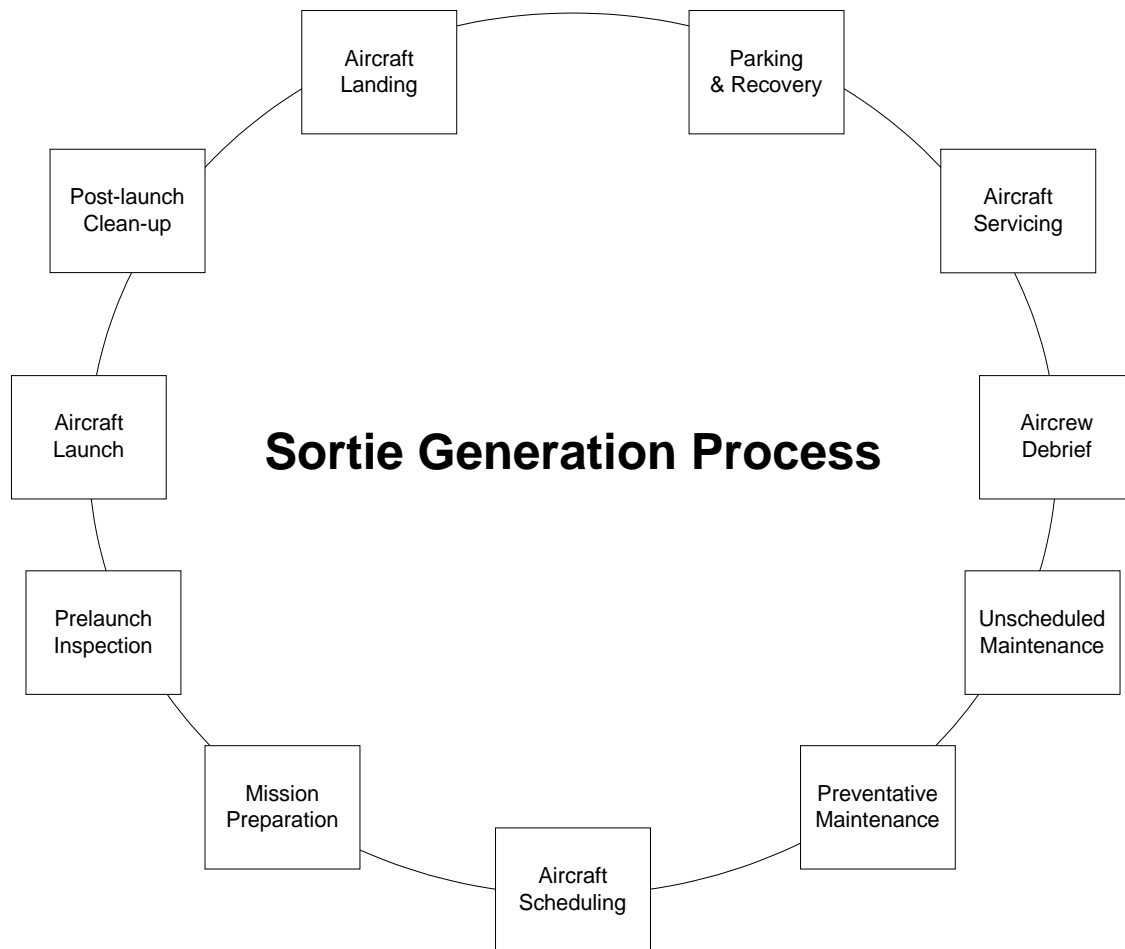 Aircraft
Landing
Parking
& Recovery
Post-launch
Clean-up
Aircraft
Servicing
Aircraft
Launch
Sortie Generation Process
Aircrew
Debrief
Prelaunch
Inspection
Unscheduled
Maintenance
Mission
Preparation
Preventative
Maintenance
Aircraft
Scheduling